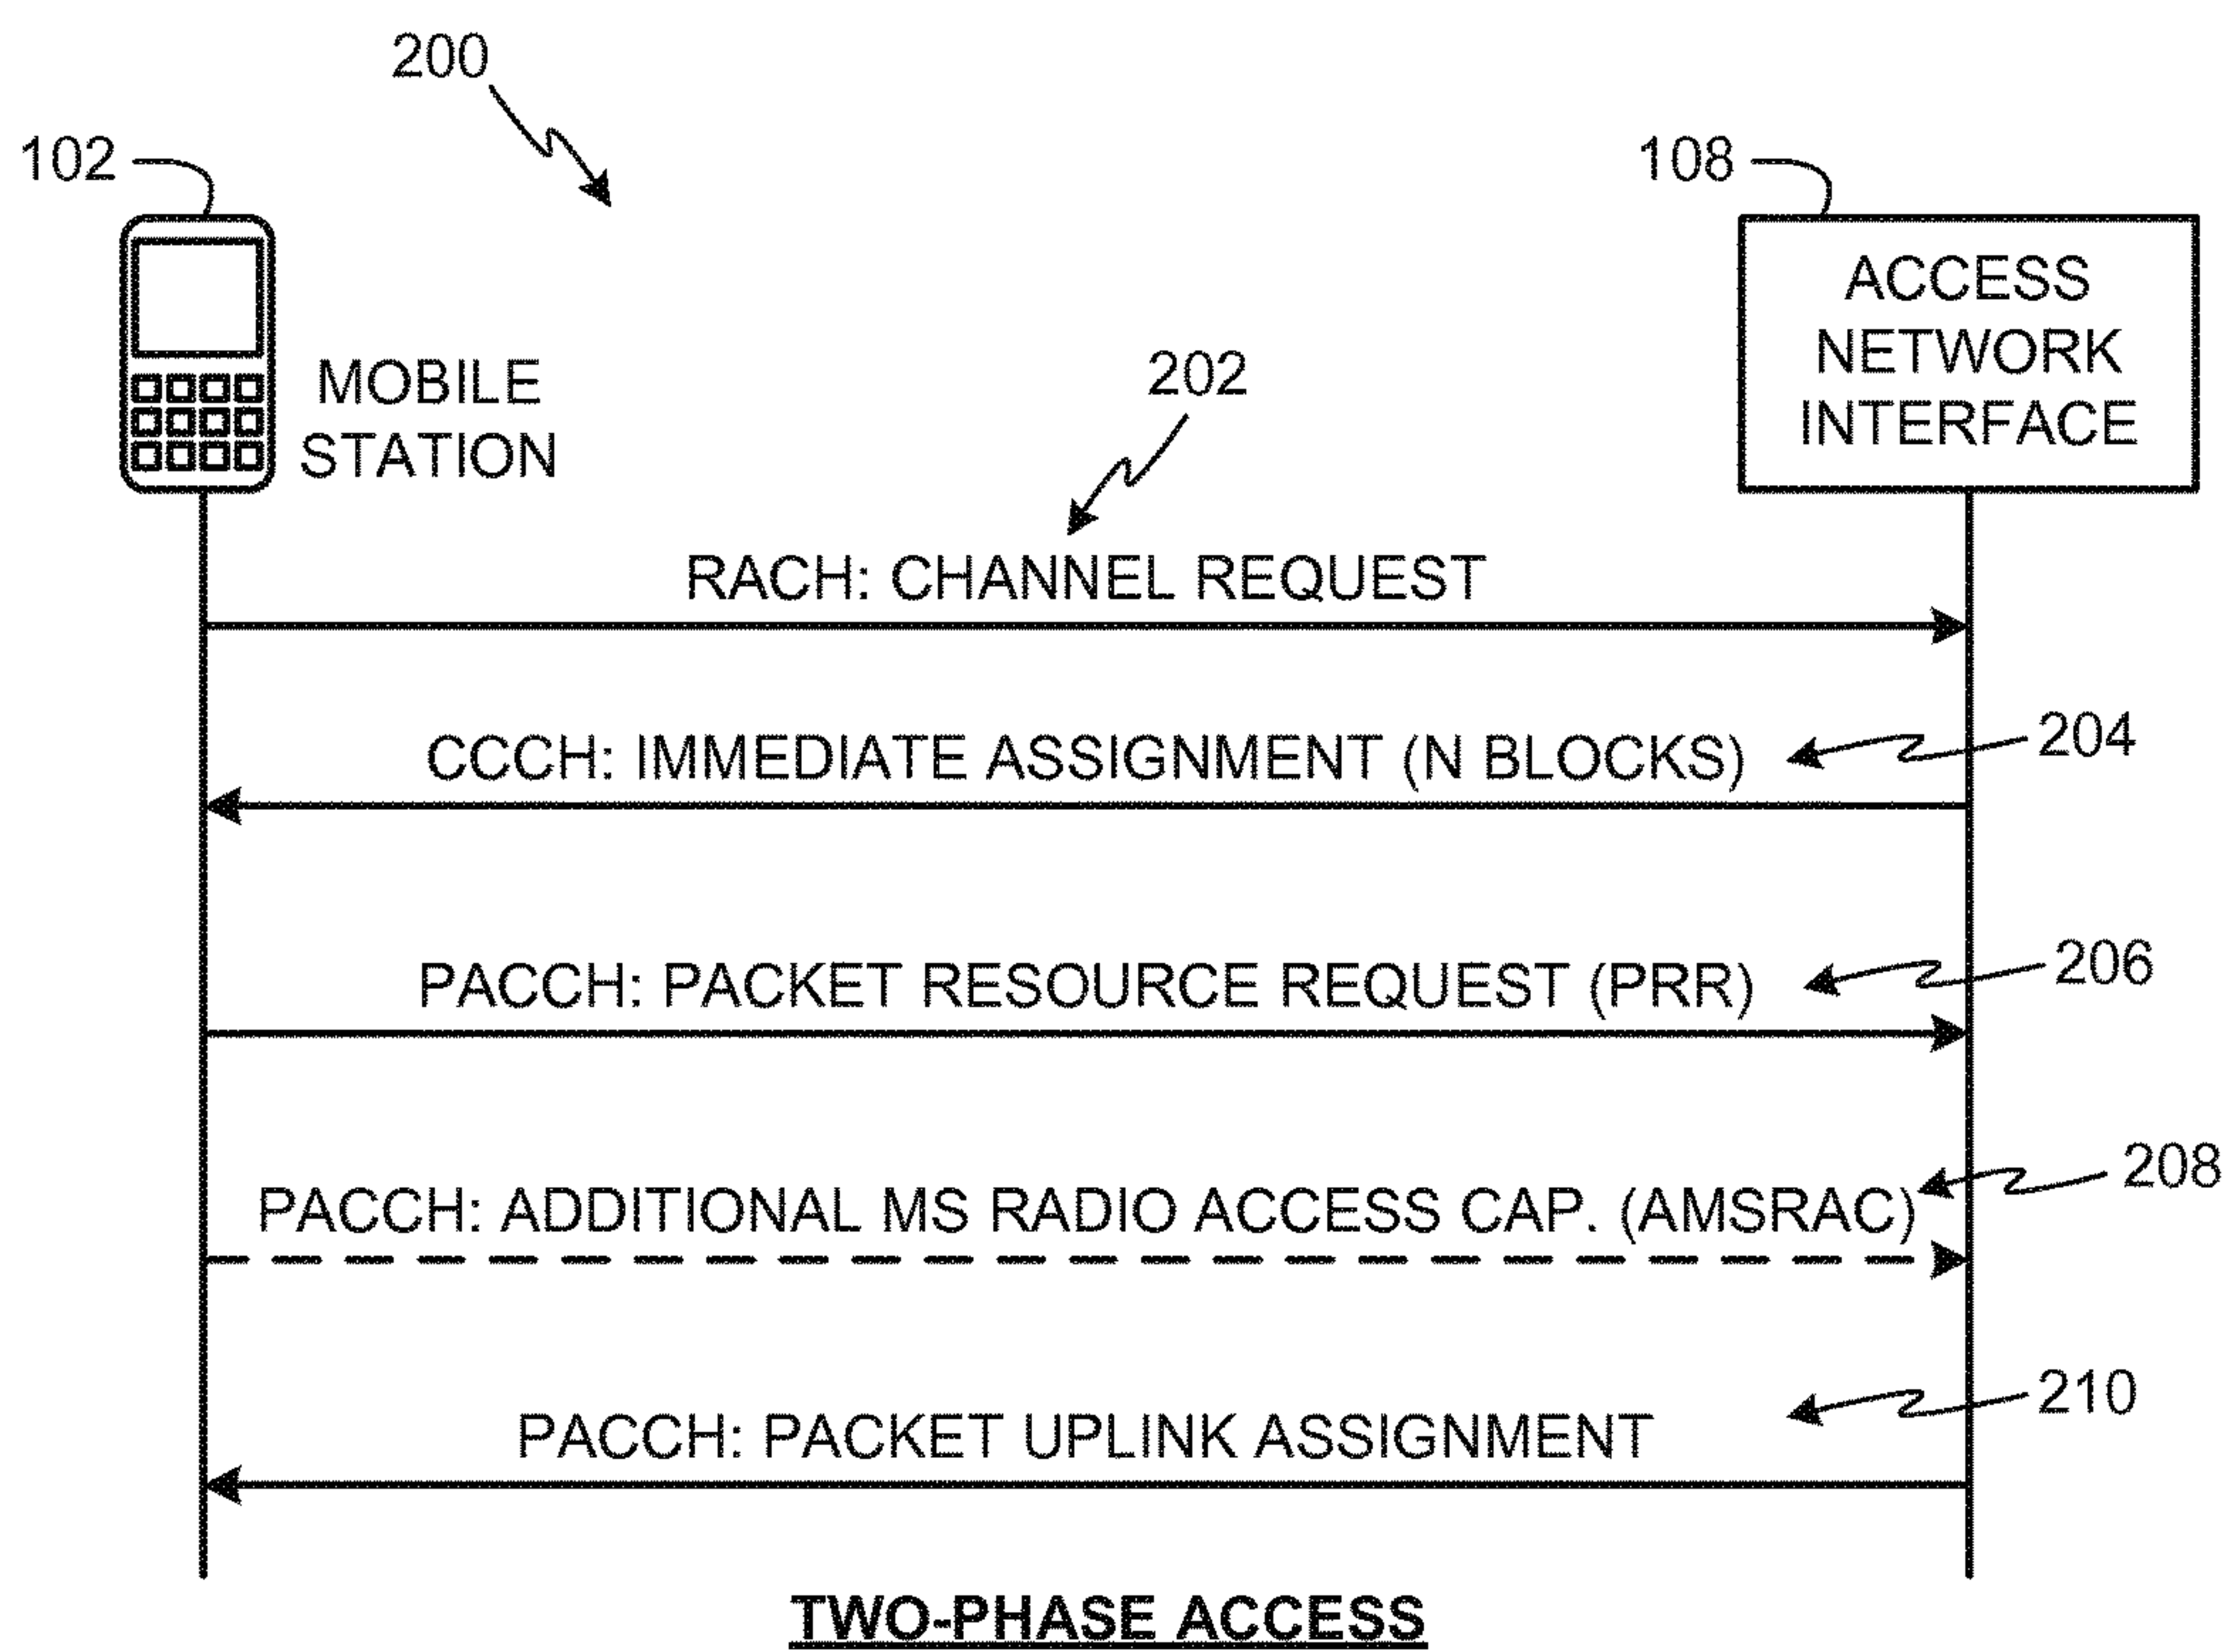 200
102
108
MOBILE
STATION
ACCESS
NETWORK
INTERFACE
202
RACH: CHANNEL REQUEST
CCCH: IMMEDIATE ASSIGNMENT (N BLOCKS)
204
PACCH: PACKET RESOURCE REQUEST (PRR)
206
PACCH: ADDITIONAL MS RADIO ACCESS CAP. (AMSRAC)
208
PACCH: PACKET UPLINK ASSIGNMENT
210
TWO-PHASE ACCESS